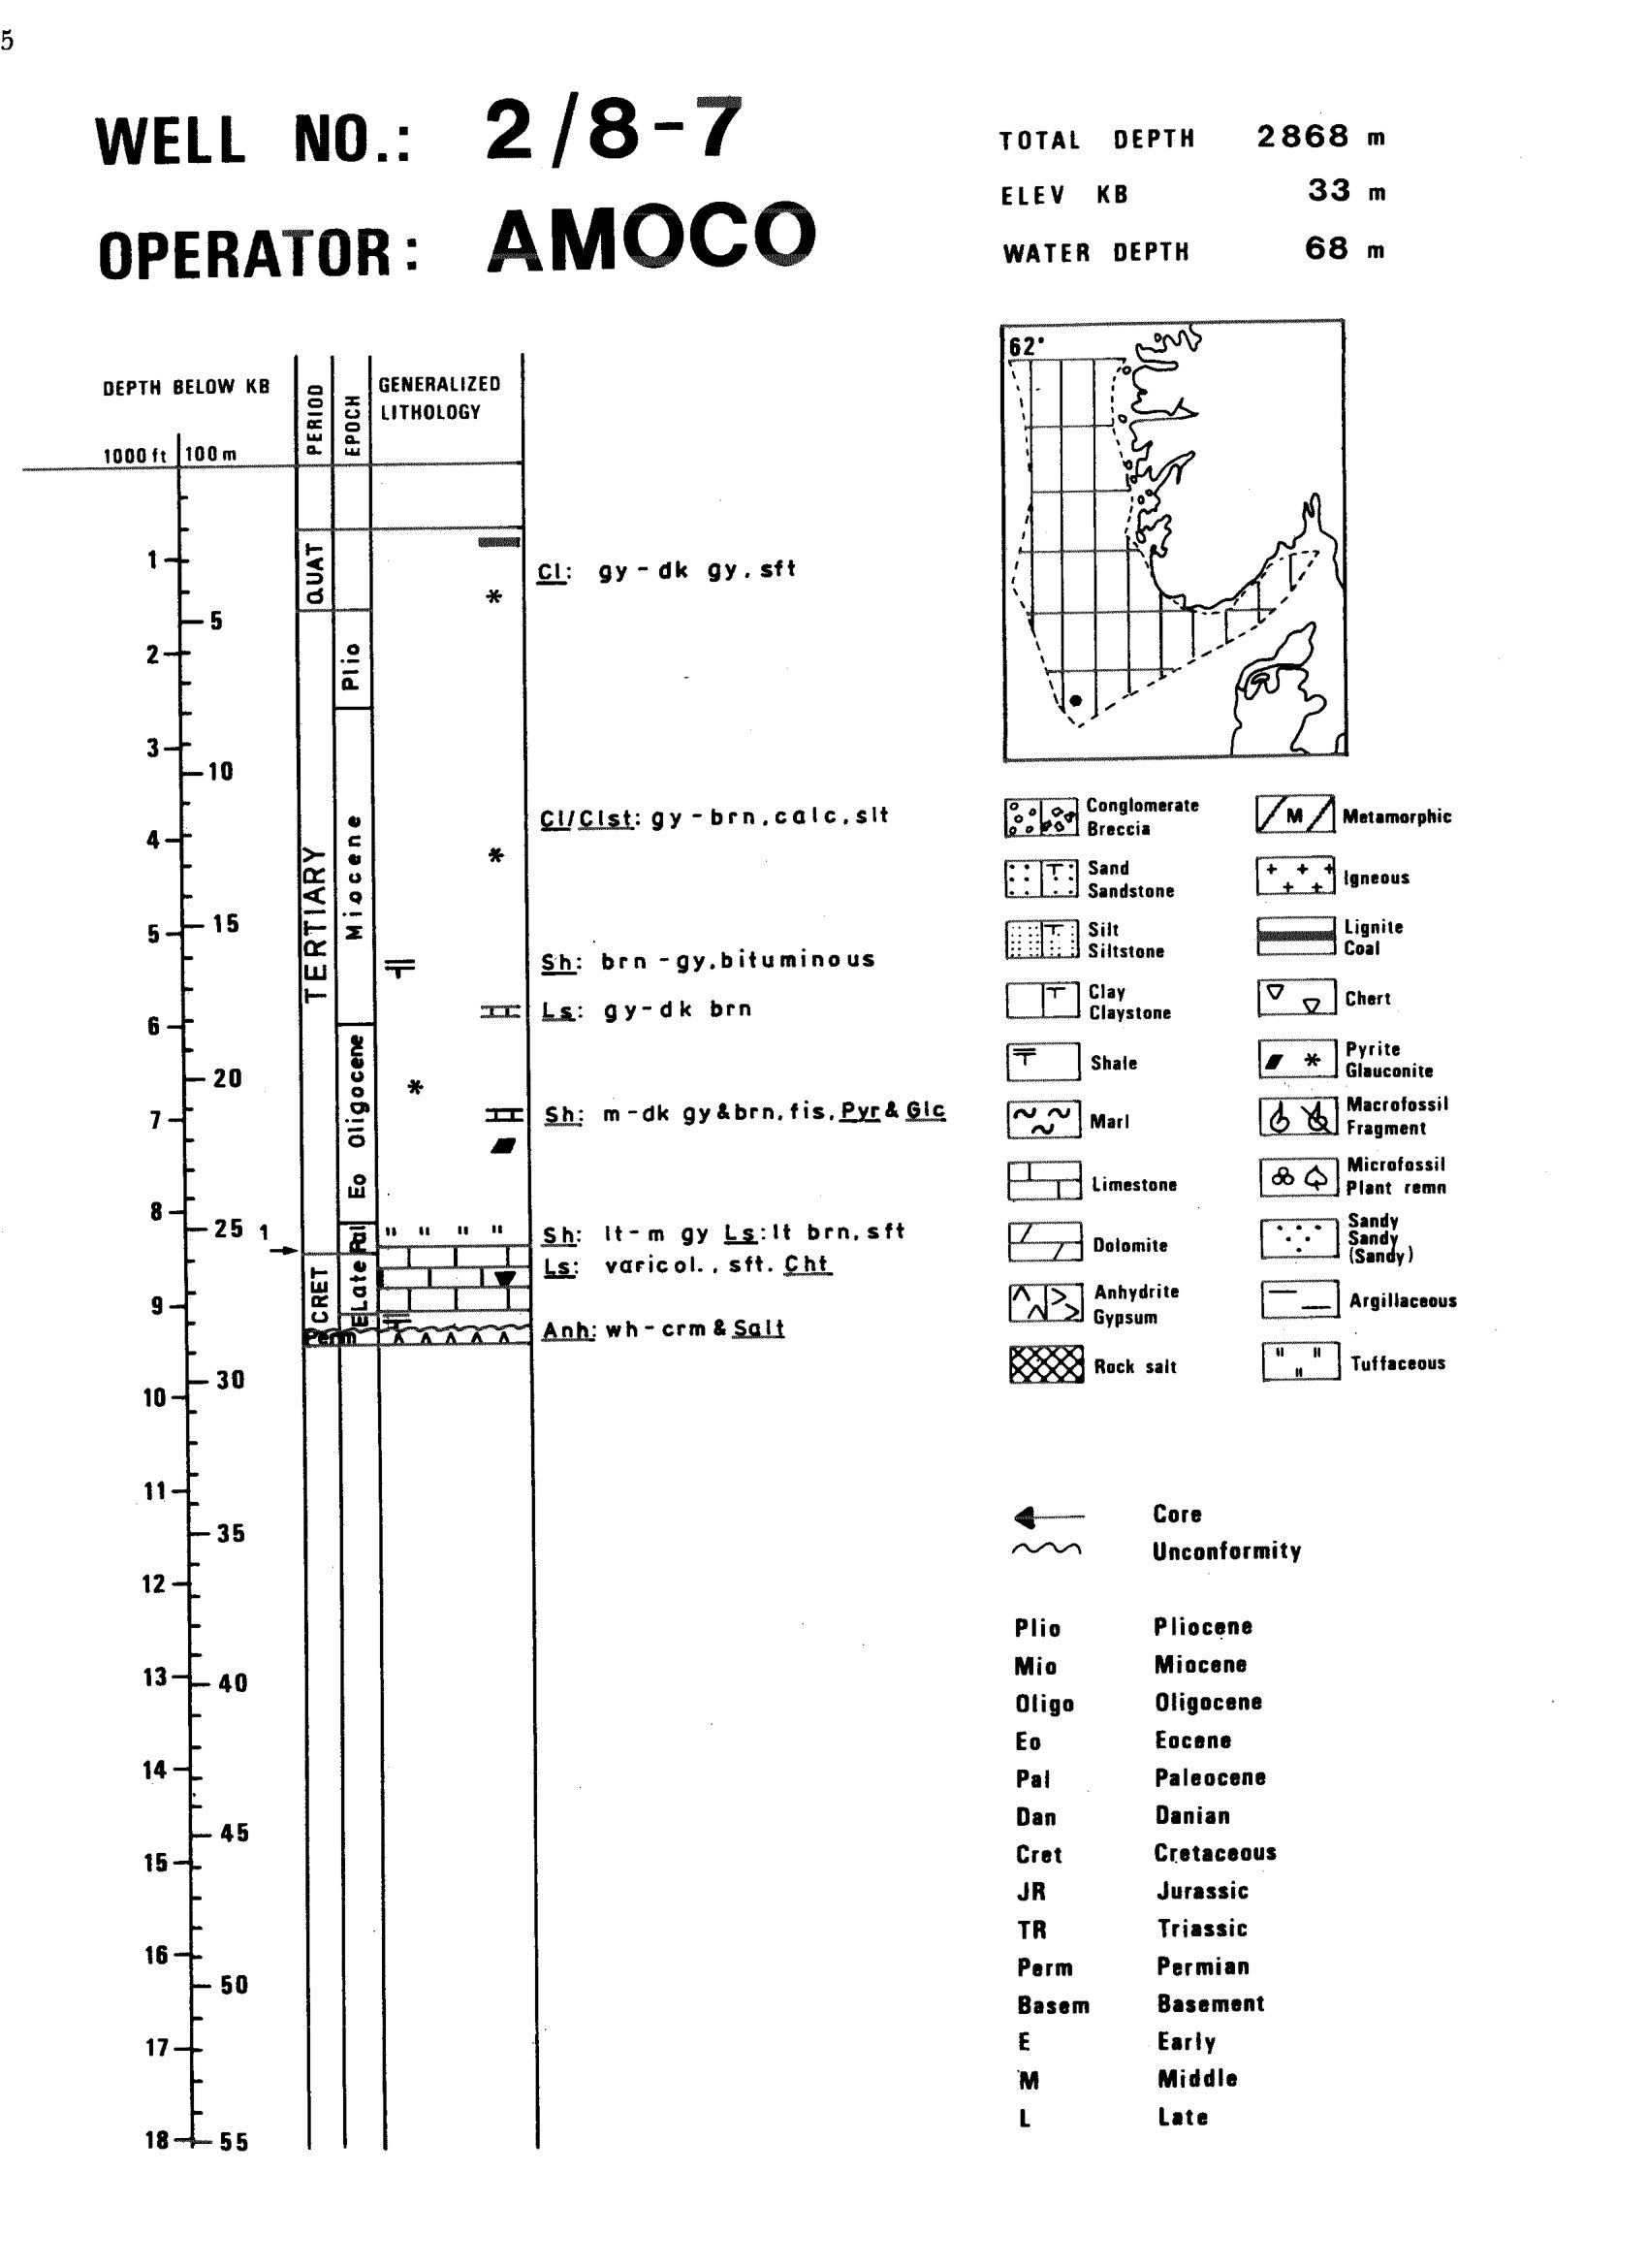 5
WELL NO.: 2/8-7
OPERATOR: AMOCO
TOTAL DEPTH 2868 m
ELEV KB 33 m
WATER DEPTH 68 m
62°
DEPTH BELOW KB
1000 ft 100 m
PERIOD
EPOCH
GENERALIZED
LITHOLOGY
QUAT
TERTIARY
CRET
Perm
Plio
Miocene
Oligocene
Eo
Pal
Late
E
1
5
2
3
10
4
15
5
6
20
7
8
25 1
9
30
10
11
35
12
13
40
14
45
15
16
50
17
18
55
Cl: gy - dk gy, sft
Cl/Clst: gy - brn, calc, slt
Sh: brn - gy, bituminous
Ls: gy - dk brn
Sh: m - dk gy & brn, fis, Pyr & Glc
Sh: lt - m gy Ls: lt brn, sft
Ls: varicol., sft. Cht
Anh: wh - crm & Salt
Conglomerate
Breccia
Sand
Sandstone
Silt
Siltstone
Clay
Claystone
Shale
Marl
Limestone
Dolomite
Anhydrite
Gypsum
Rock salt
M
Metamorphic
Igneous
Lignite
Coal
Chert
Pyrite
Glauconite
Macrofossil
Fragment
Microfossil
Plant remn
Sandy
Sandy
(Sandy)
Argillaceous
Tuffaceous
Core
Unconformity
Plio Pliocene
Mio Miocene
Oligo Oligocene
Eo Eocene
Pal Paleocene
Dan Danian
Cret Cretaceous
JR Jurassic
TR Triassic
Perm Permian
Basem Basement
E Early
M Middle
L Late